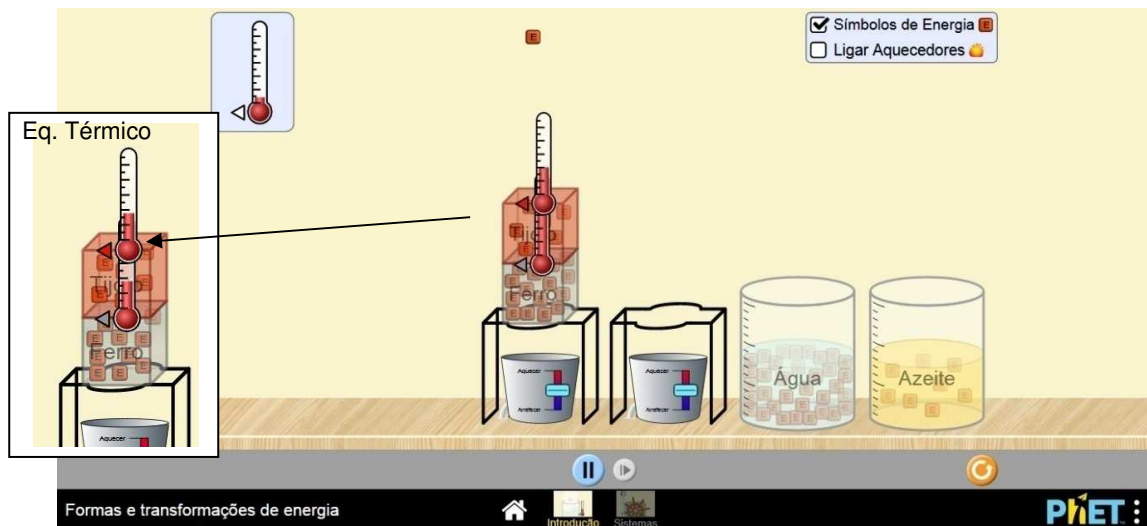 Símbolos de Energia E
Ligar Aquecedores
Eq. Térmico
Tijolo
Ferro
Aquecer
Tijolo
Ferro
Aquecer
Arrefecer
Aquecer
Arrefecer
Água
Azeite
Formas e transformações de energia
Introdução
Sistemas
PhET